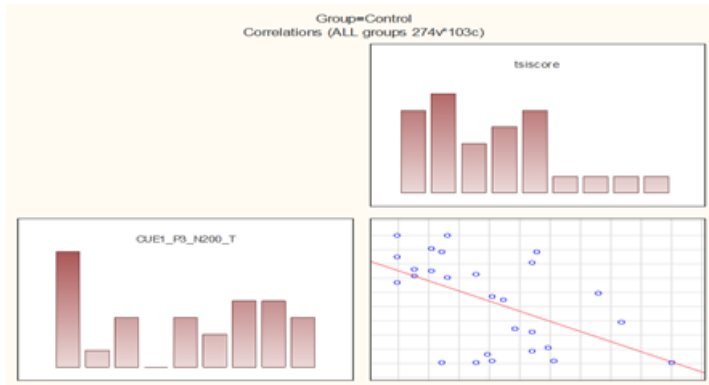 Group=Control
Correlations (ALL groups 274v*103c)
tsiscore
CUE1_P3_N200_T